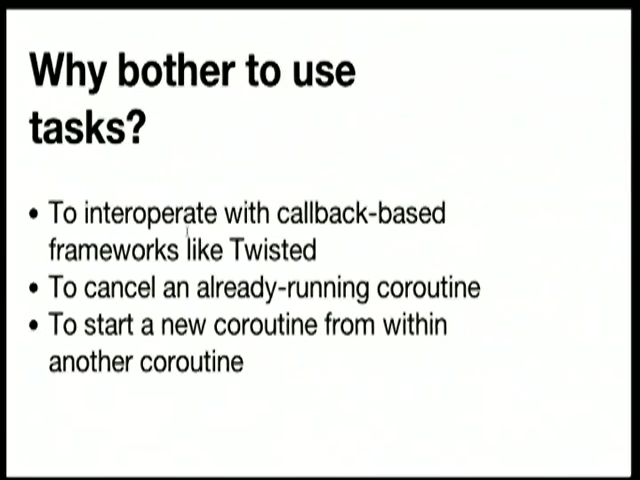 Why bother to use
tasks?
• To interoperate with callback-based
frameworks like Twisted
• To cancel an already-running coroutine
• To start a new coroutine from within
another coroutine